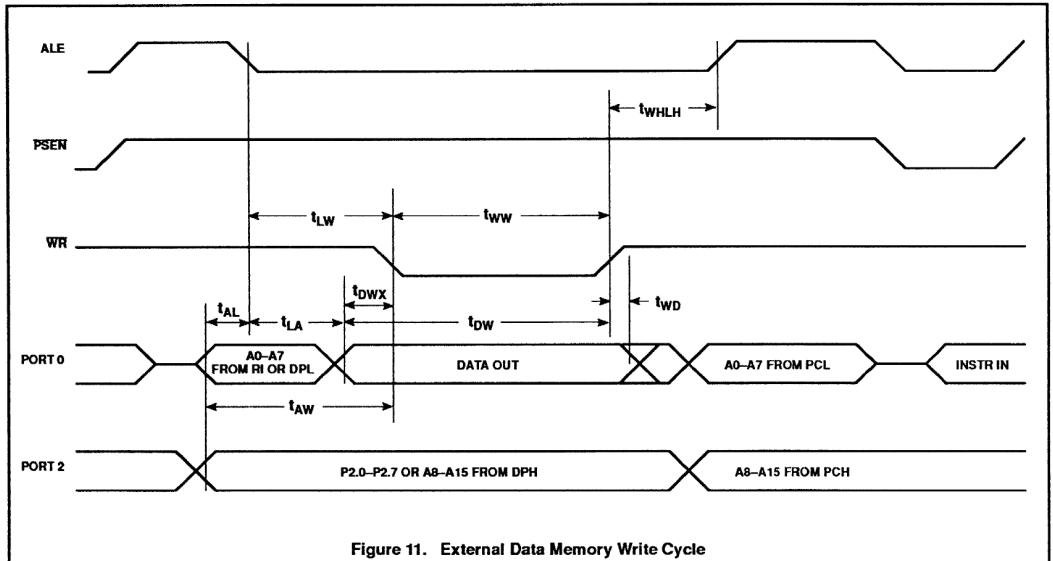 ALE
tWHLH
PSEN
tLW
tWW
WR
tDWX
tWD
tAL
tLA
tDW
PORT 0
A0–A7
FROM RI OR DPL
DATA OUT
A0–A7 FROM PCL
INSTR IN
tAW
PORT 2
P2.0–P2.7 OR A8–A15 FROM DPH
A8–A15 FROM PCH
Figure 11. External Data Memory Write Cycle